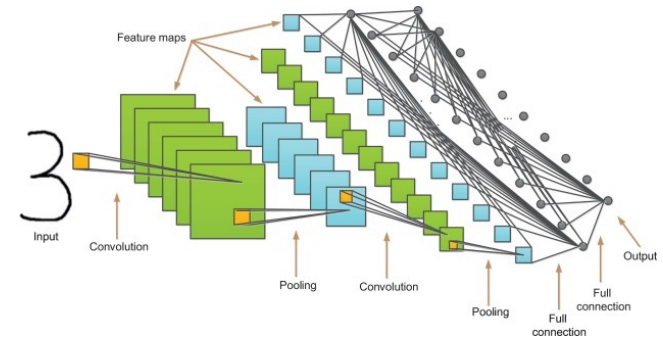 Feature maps
3
Input
Convolution
Pooling
Convolution
Pooling
Full
connection
Full
connection
Output
...